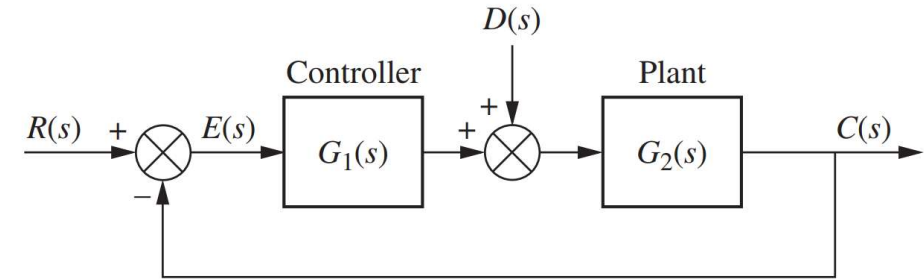 D(s)
Controller
Plant
R(s) + E(s) G₁(s) + + G₂(s) C(s)
−